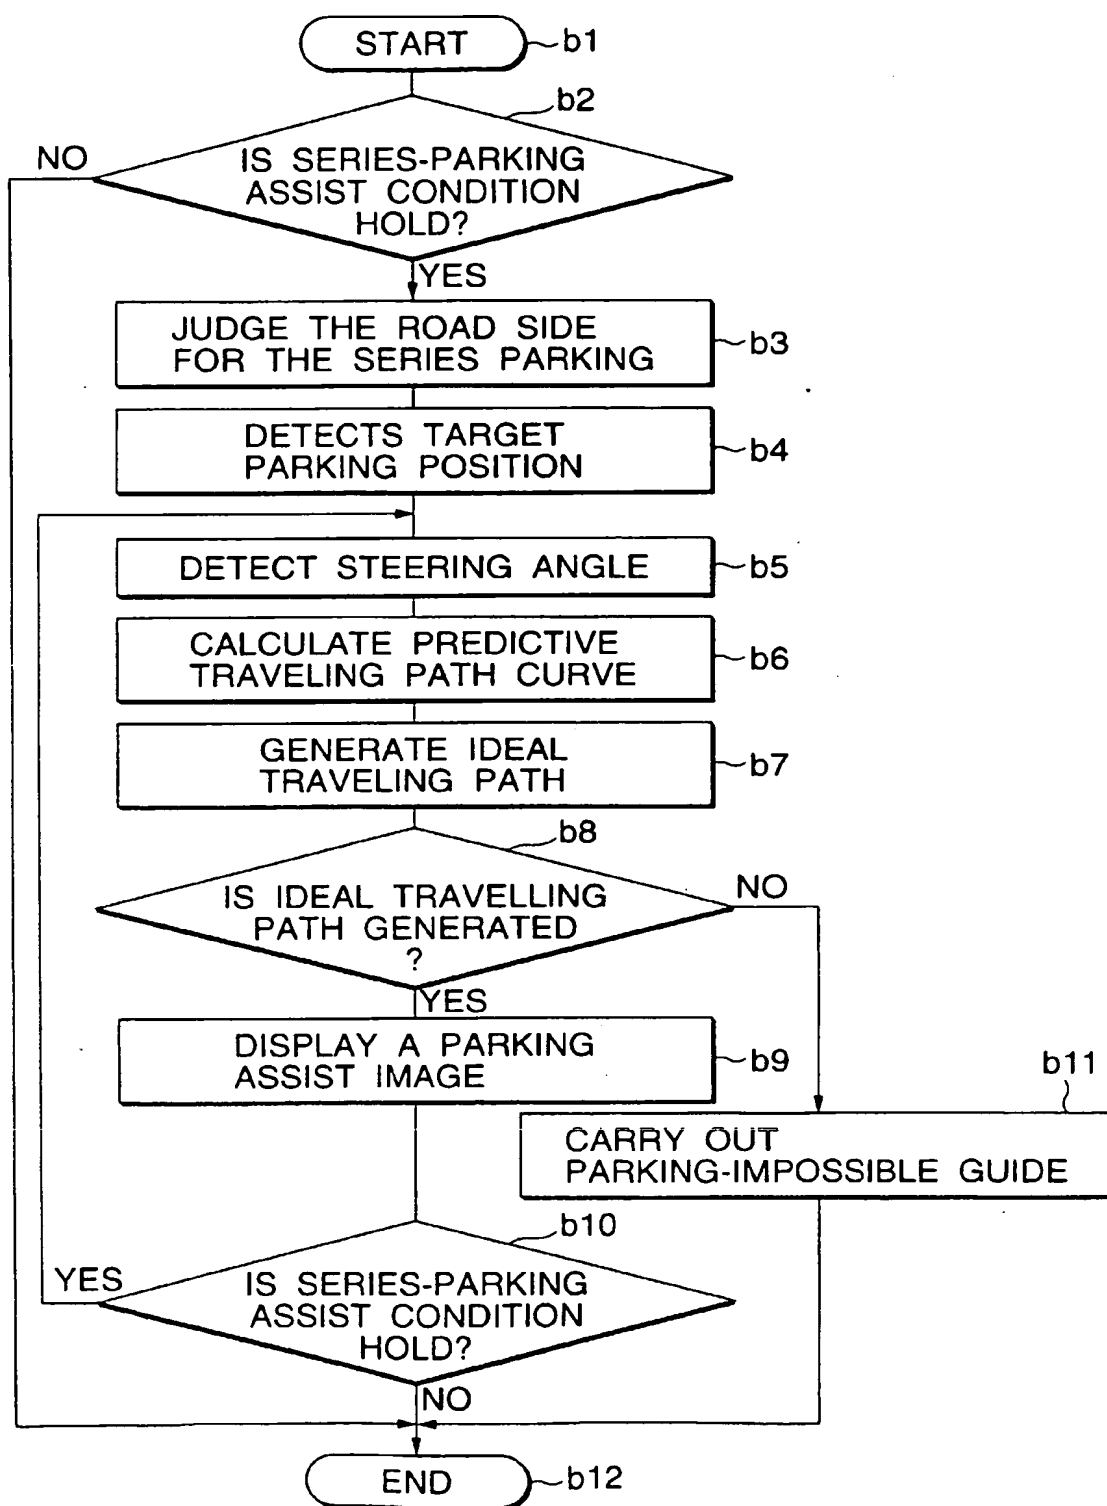 START
b1
b2
NO
IS SERIES-PARKING
ASSIST CONDITION
HOLD?
YES
JUDGE THE ROAD SIDE
FOR THE SERIES PARKING
b3
DETECTS TARGET
PARKING POSITION
b4
DETECT STEERING ANGLE
b5
CALCULATE PREDICTIVE
TRAVELING PATH CURVE
b6
GENERATE IDEAL
TRAVELING PATH
b7
b8
IS IDEAL TRAVELLING
PATH GENERATED
?
NO
YES
DISPLAY A PARKING
ASSIST IMAGE
b9
b11
CARRY OUT
PARKING-IMPOSSIBLE GUIDE
b10
YES
IS SERIES-PARKING
ASSIST CONDITION
HOLD?
NO
END
b12